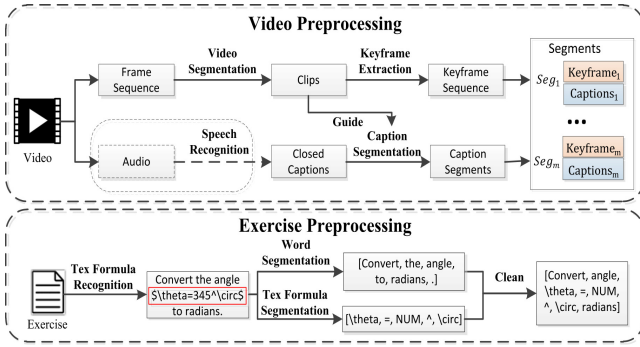 Video Preprocessing
Video
Frame
Sequence
Video
Segmentation
Clips
Keyframe
Extraction
Keyframe
Sequence
Audio
Speech
Recognition
Closed
Captions
Guide
Caption
Segmentation
Caption
Segments
Segments
Seg₁
Keyframe₁
Captions₁
...
Segₘ
Keyframeₘ
Captionsₘ
Exercise Preprocessing
Exercise
Tex Formula
Recognition
Convert the angle
$\theta=345^\circ$
to radians.
Word
Segmentation
[Convert, the, angle,
to, radians, .]
Tex Formula
Segmentation
[\theta, =, NUM, ^, \circ]
Clean
[Convert, angle,
\theta, =, NUM,
^, \circ, radians]